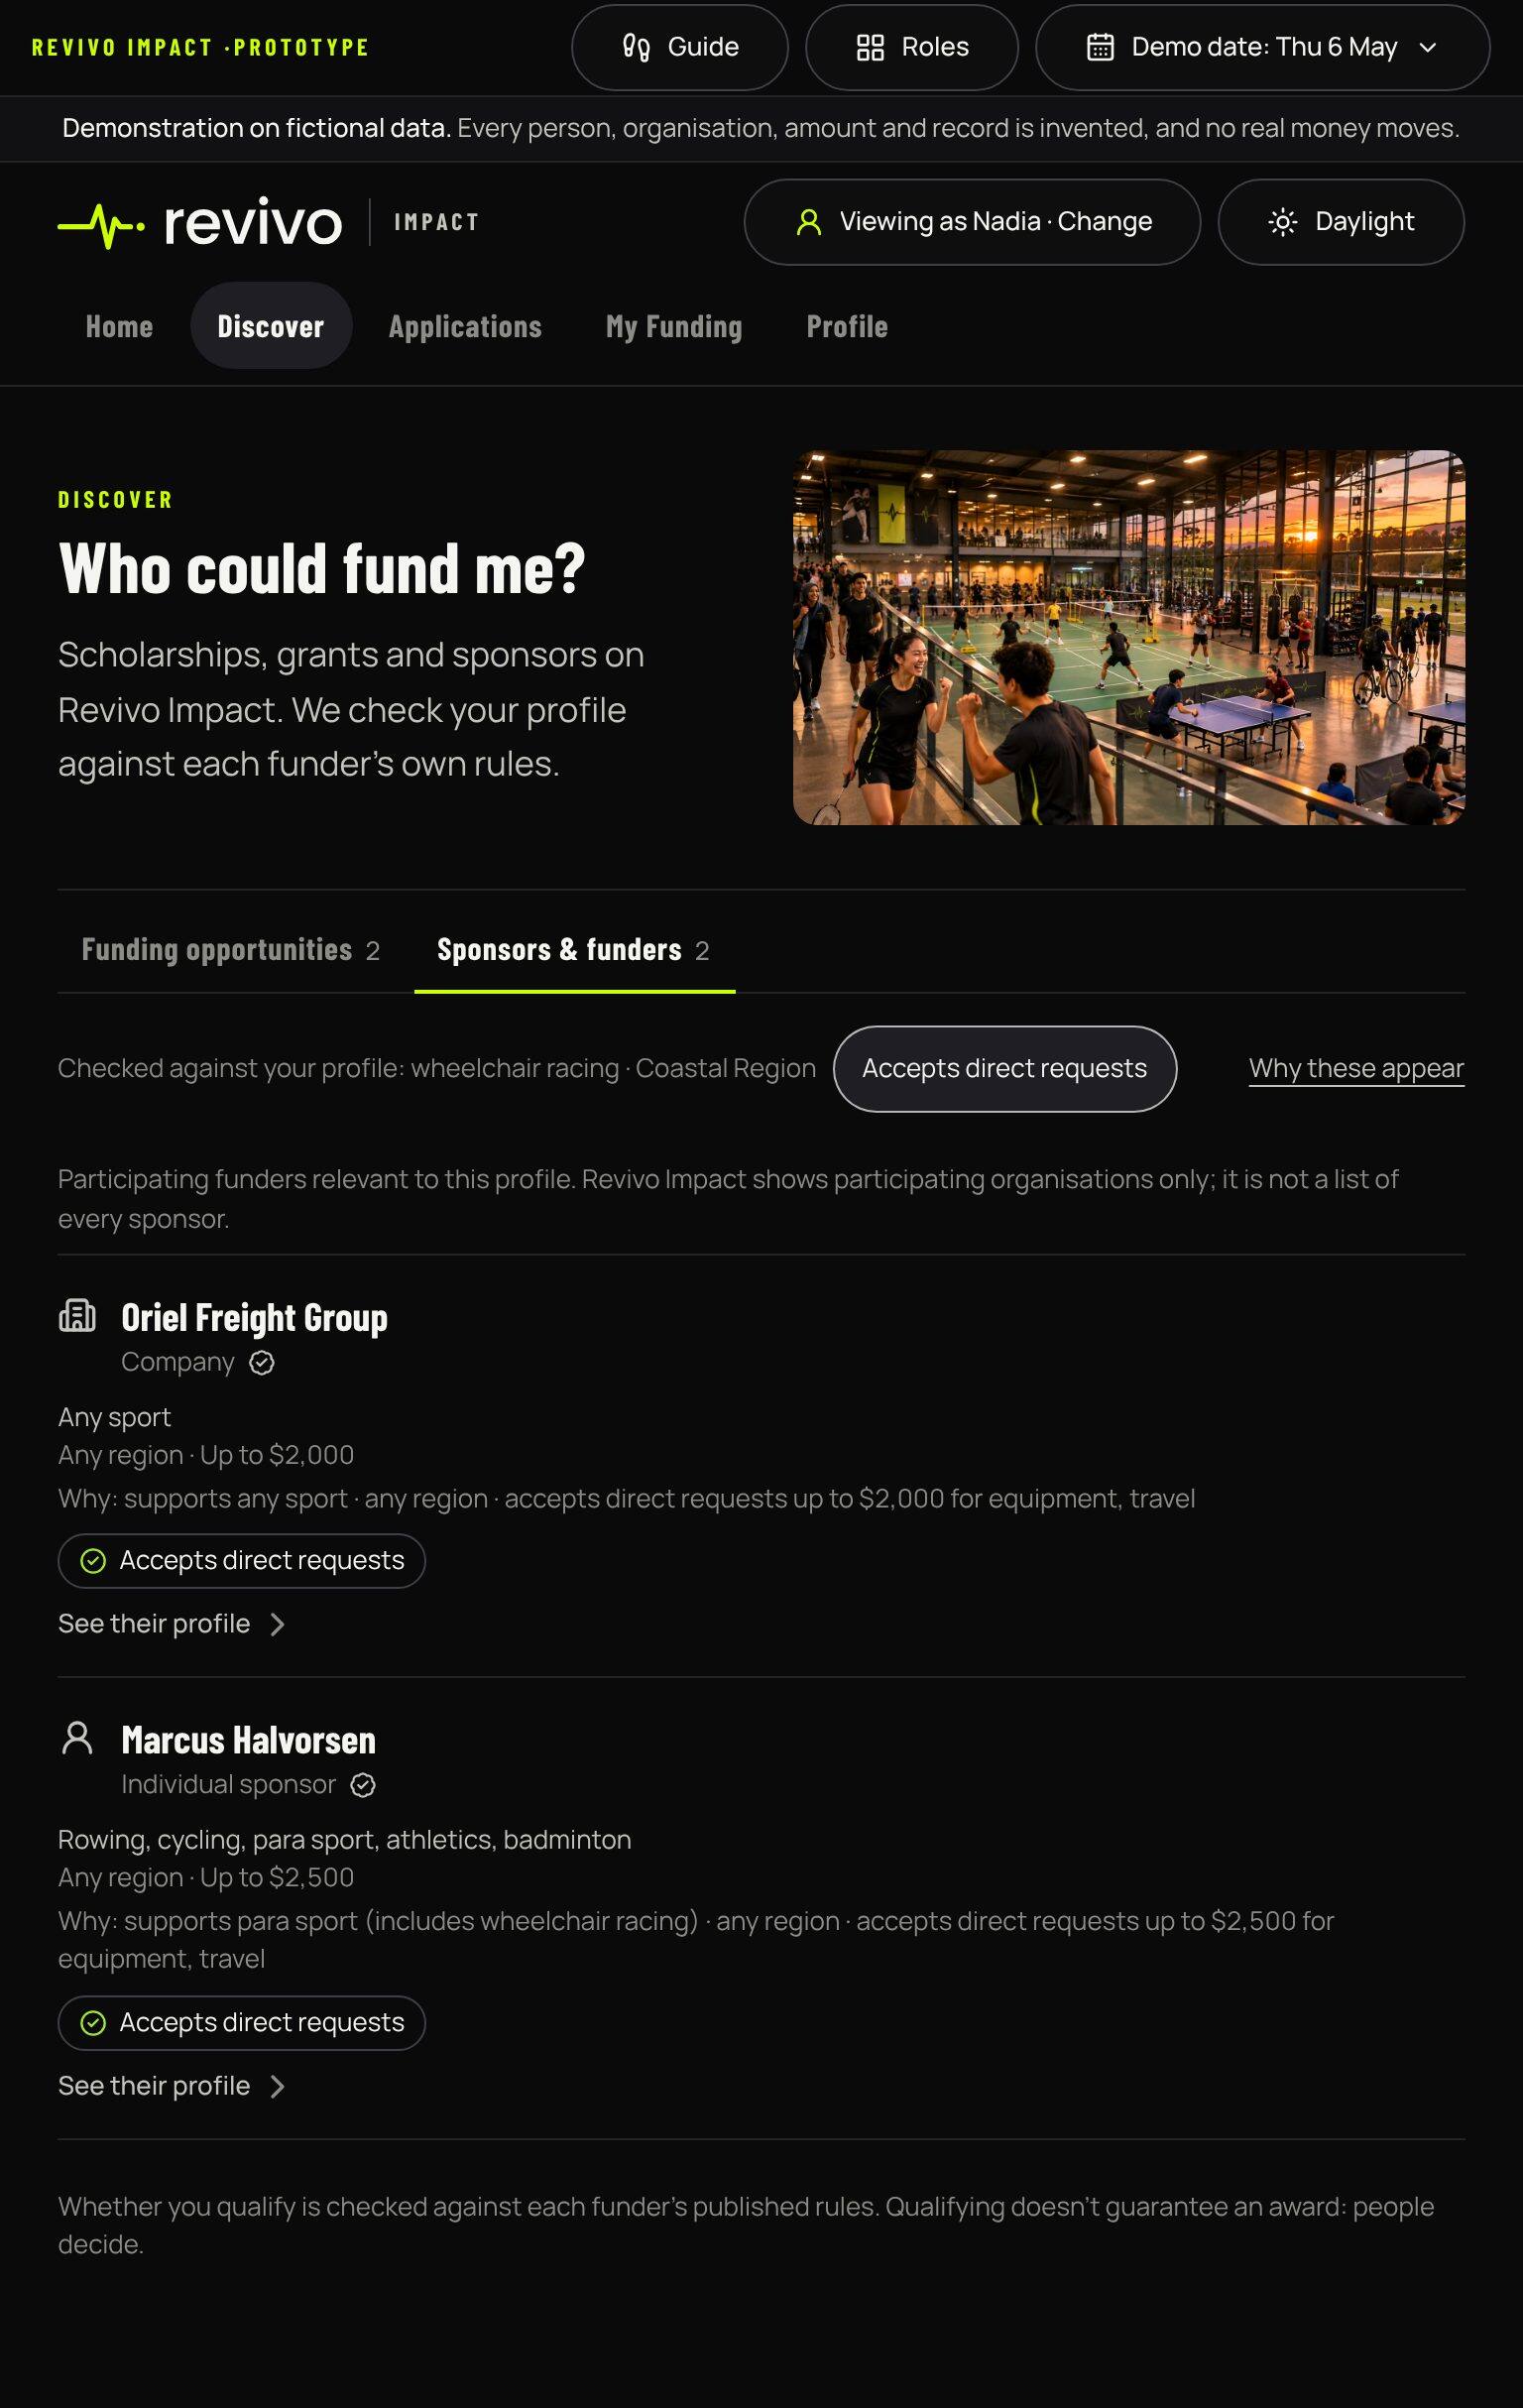 REVIVO IMPACT ·PROTOTYPE
Guide
Roles
Demo date: Thu 6 May
Demonstration on fictional data. Every person, organisation, amount and record is invented, and no real money moves.
revivo
IMPACT
Viewing as Nadia · Change
Daylight
Home
Discover
Applications
My Funding
Profile
DISCOVER
Who could fund me?
Scholarships, grants and sponsors on
Revivo Impact. We check your profile
against each funder’s own rules.
Funding opportunities 2
Sponsors & funders 2
Checked against your profile: wheelchair racing · Coastal Region
Accepts direct requests
Why these appear
Participating funders relevant to this profile. Revivo Impact shows participating organisations only; it is not a list of
every sponsor.
Oriel Freight Group
Company
Any sport
Any region · Up to $2,000
Why: supports any sport · any region · accepts direct requests up to $2,000 for equipment, travel
Accepts direct requests
See their profile
Marcus Halvorsen
Individual sponsor
Rowing, cycling, para sport, athletics, badminton
Any region · Up to $2,500
Why: supports para sport (includes wheelchair racing) · any region · accepts direct requests up to $2,500 for
equipment, travel
Accepts direct requests
See their profile
Whether you qualify is checked against each funder’s published rules. Qualifying doesn’t guarantee an award: people
decide.